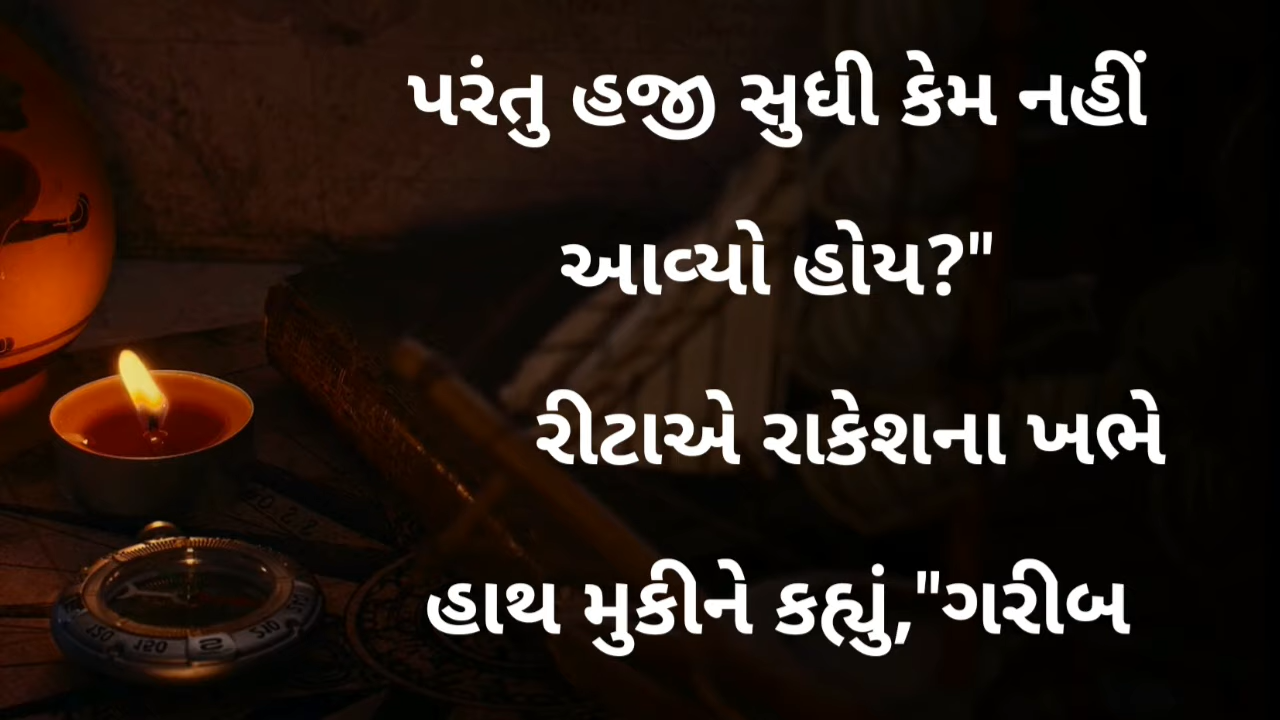 પરંતુ હજી સુધી કેમ નહીં
આવ્યો હોય?"
રીટાએ રાકેશના ખભે
હાથ મુકીને કહ્યું,"ગરીબ